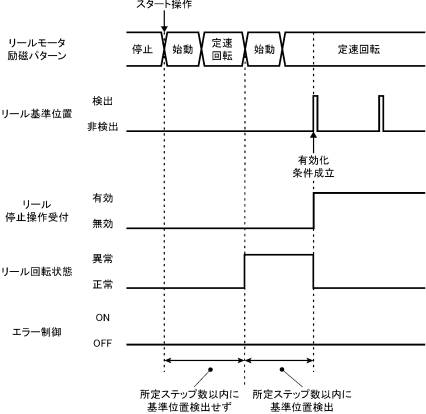 スタート操作
リールモータ
励磁パターン
停止
始動
定速
回転
始動
定速回転
リール基準位置
検出
非検出
有効化
条件成立
リール
停止操作受付
有効
無効
リール回転状態
異常
正常
エラー制御
ON
OFF
所定ステップ数以内に
基準位置検出せず
所定ステップ数以内に
基準位置検出